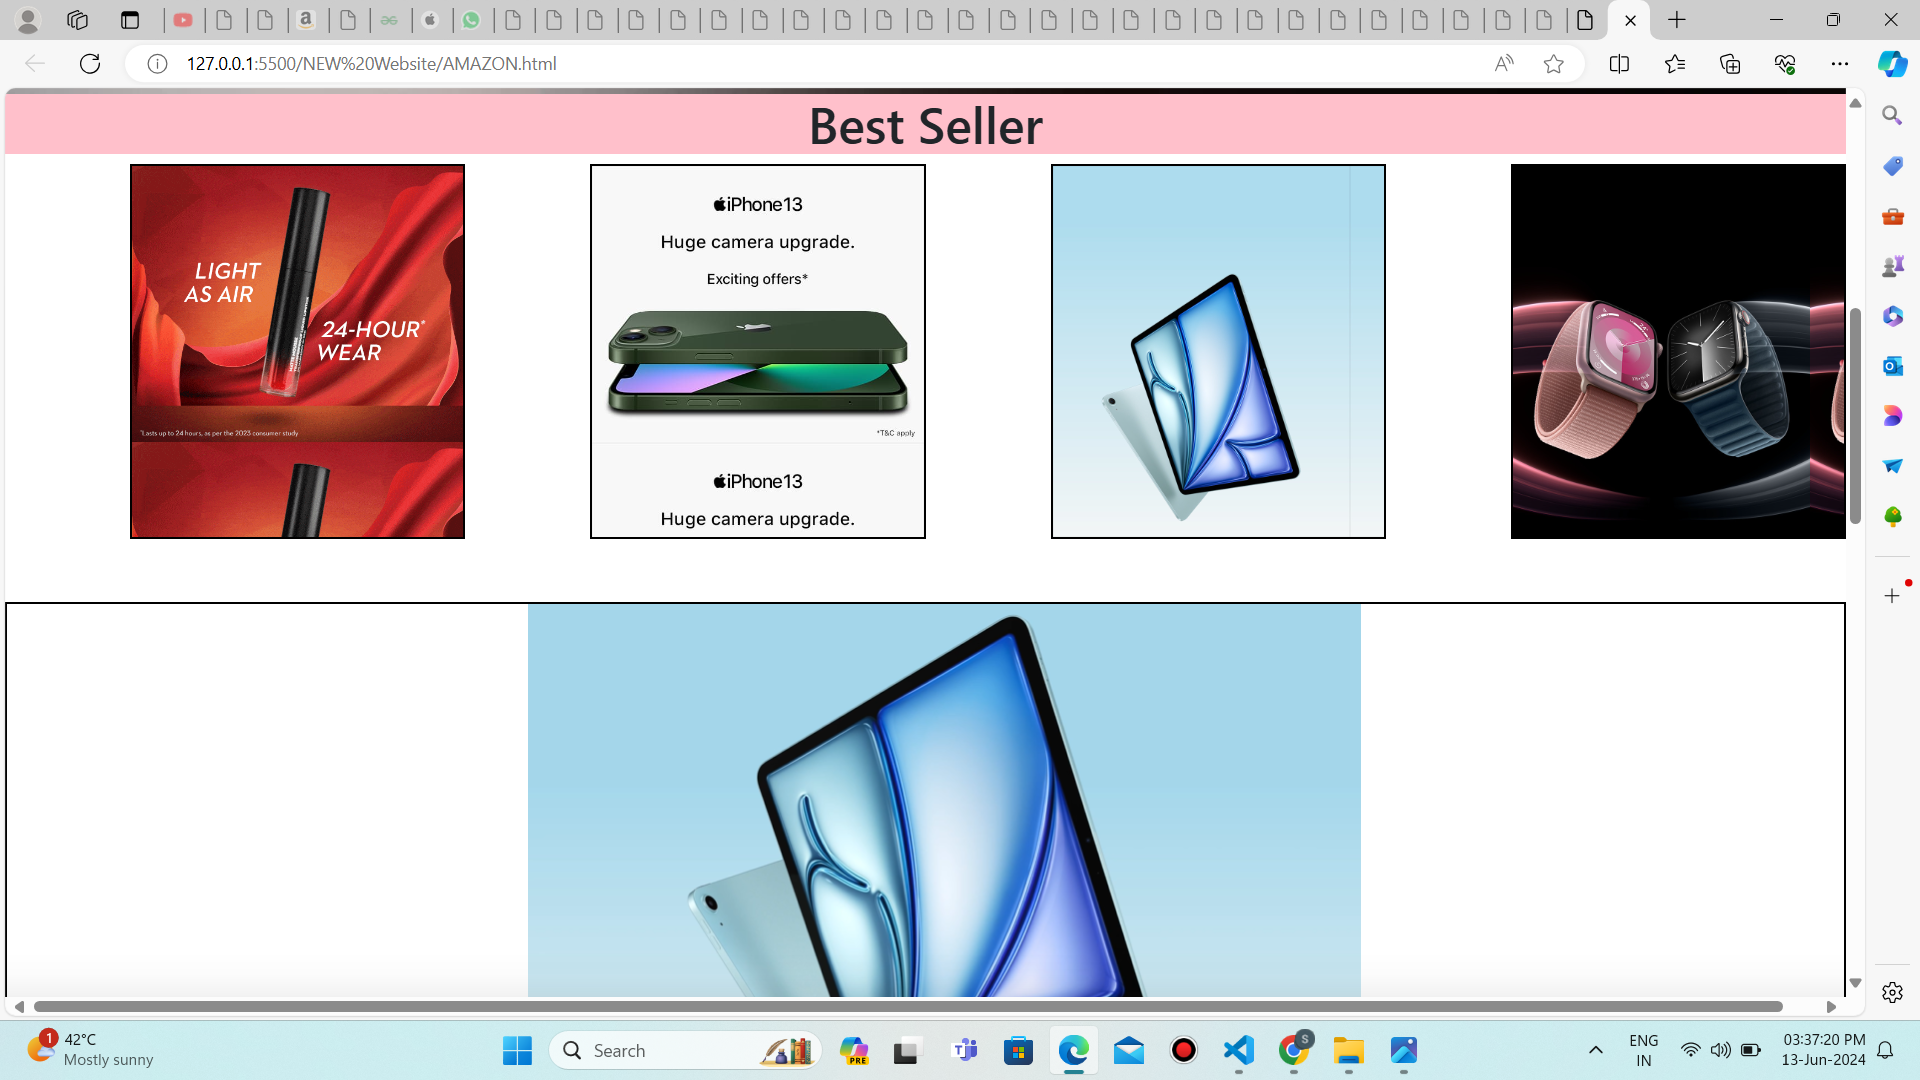 127.0.0.1:5500/NEW%20Website/AMAZON.html
Best Seller
LIGHT
AS AIR
24-HOUR*
WEAR
*Lasts up to 24 hours, as per the 2023 consumer study
iPhone13
Huge camera upgrade.
Exciting offers*
*T&C apply
iPhone13
Huge camera upgrade.
1
42°C
Mostly sunny
Search
PRE
S
ENG
IN
03:37:20 PM
13-Jun-2024